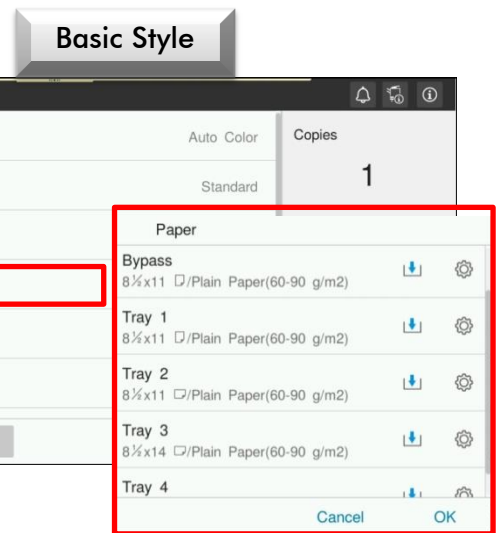 Basic Style
Auto Color
Copies
1
Standard
Paper
Bypass
8½x11 /Plain Paper(60-90 g/m2)
Tray 1
8½x11 /Plain Paper(60-90 g/m2)
Tray 2
8½x11 /Plain Paper(60-90 g/m2)
Tray 3
8½x14 /Plain Paper(60-90 g/m2)
Tray 4
Cancel OK